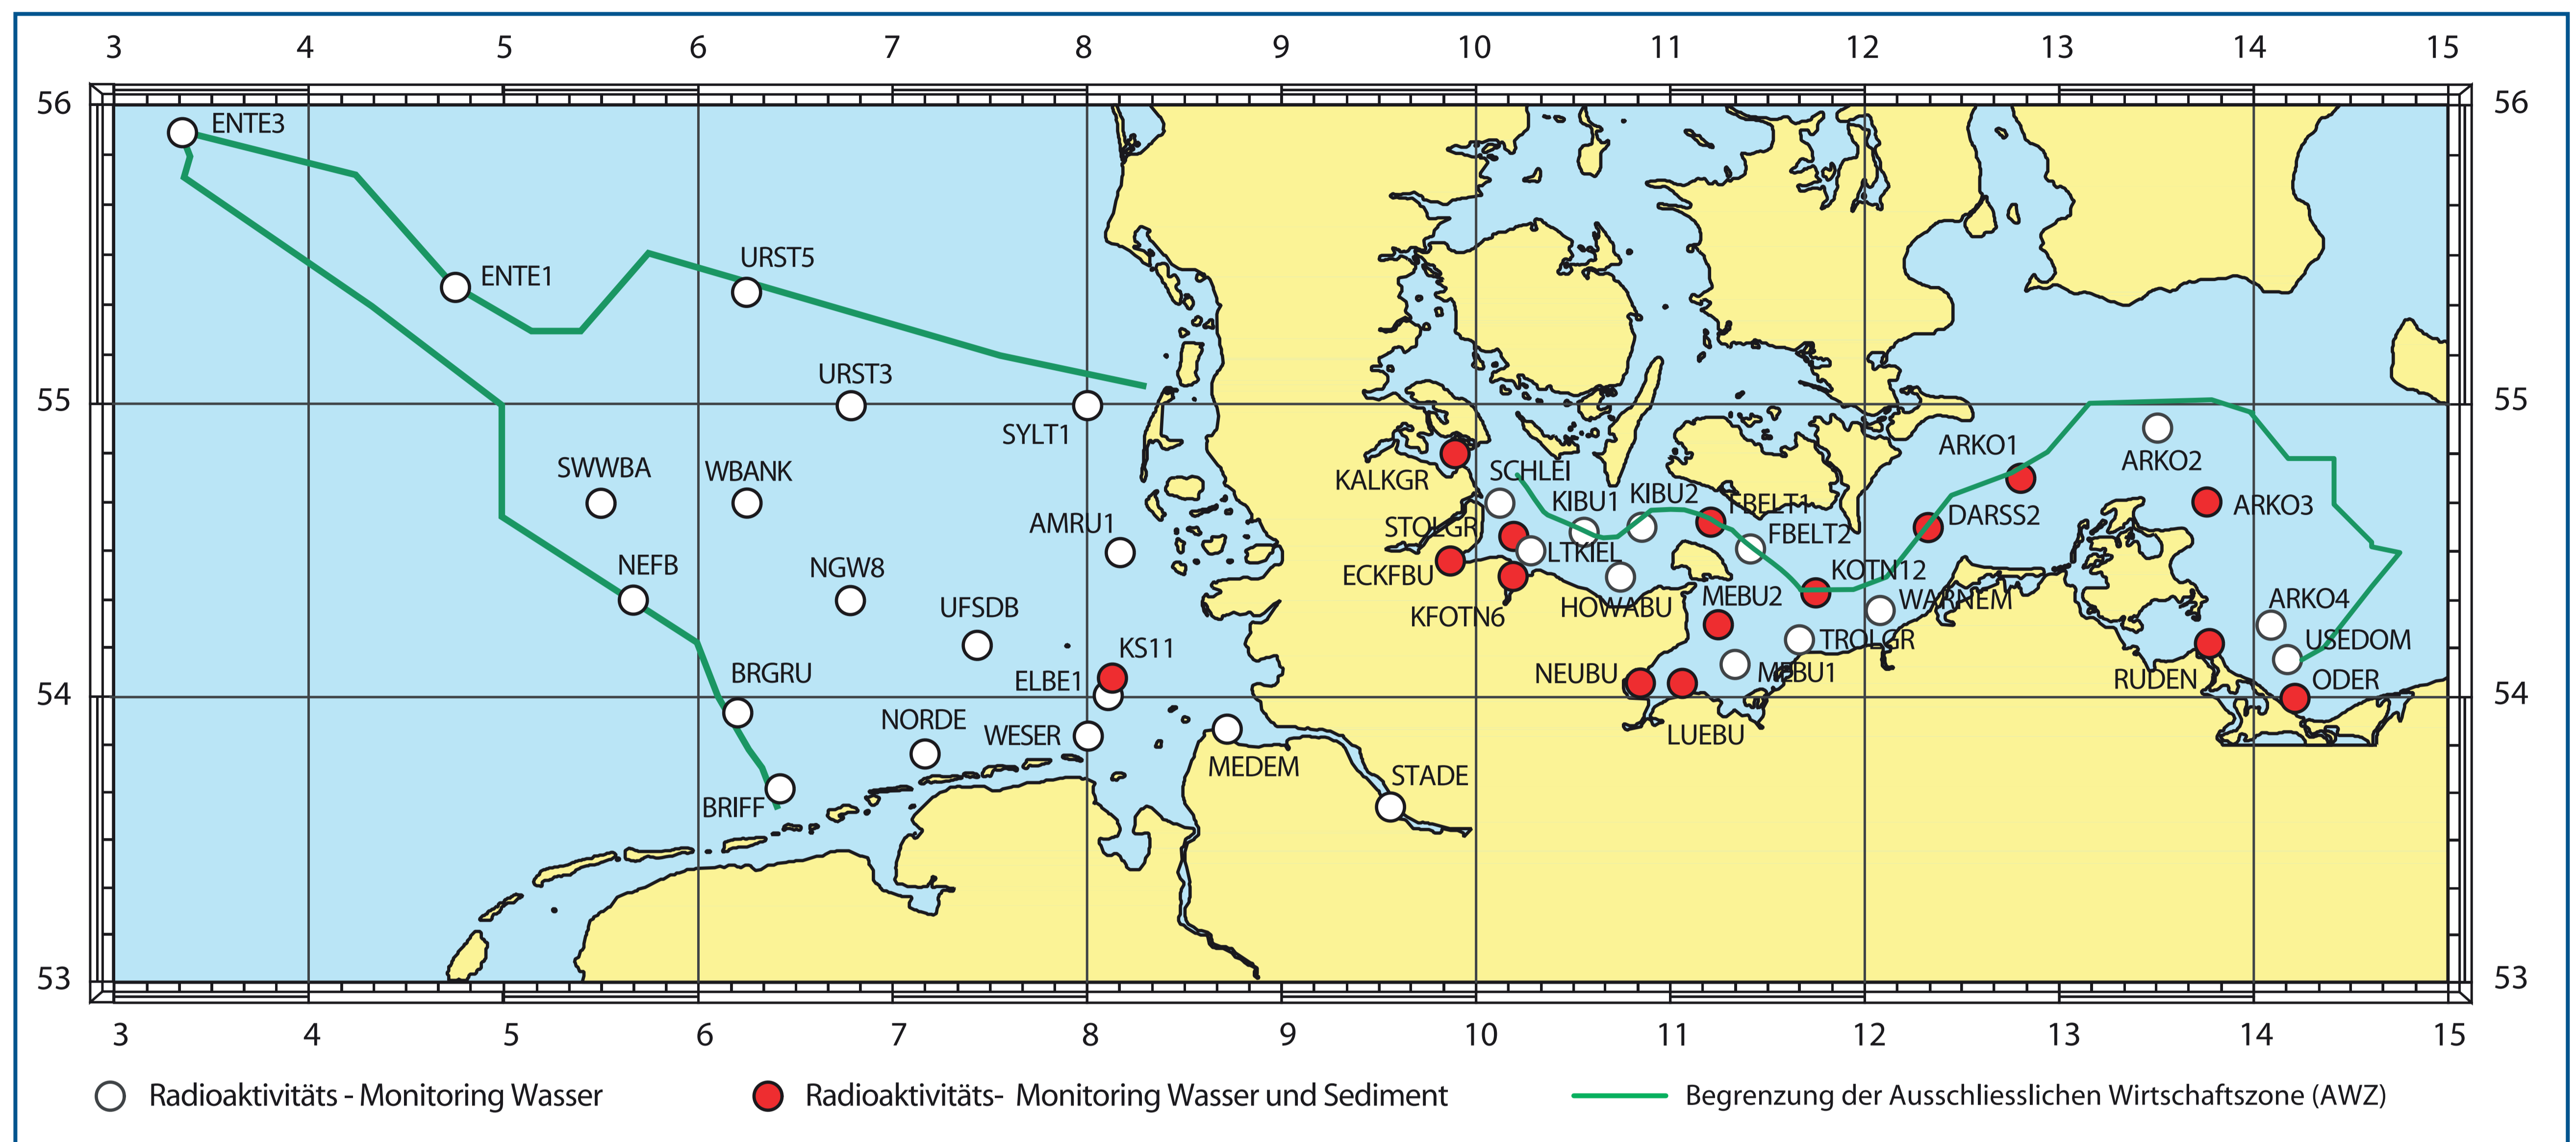 3 4 5 6 7 8 9 10 11 12 13 14 15
56 56
ENTE3
URST5
ENTE1
URST3
55 55
SYLT1
ARKO1
ARKO2
SWWBA
WBANK
KALKGR
SCHLEI
KIBU1
KIBU2
FBELT1
ARKO3
DARSS2
AMRU1
STOLGR
FBELT2
LTKIEL
NEFB
NGW8
ECKFBU
KOTN12
UFSDB
KFOTN6
HOWABU
MEBU2
WARNEM
ARKO4
KS11
TROLGR
USEDOM
BRGRU
ELBE1
NEUBU
MEBU1
RUDEN
ODER
54 54
NORDE
WESER
LUEBU
MEDEM
STADE
BRIFF
53 53
3 4 5 6 7 8 9 10 11 12 13 14 15
Radioaktivitäts - Monitoring Wasser
Radioaktivitäts- Monitoring Wasser und Sediment
Begrenzung der Ausschliesslichen Wirtschaftszone (AWZ)